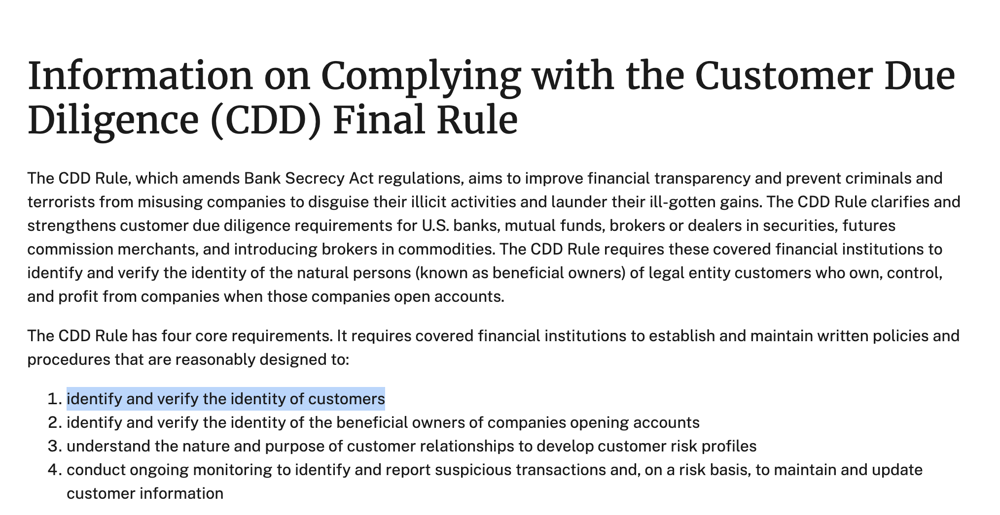 Information on Complying with the Customer Due
Diligence (CDD) Final Rule
The CDD Rule, which amends Bank Secrecy Act regulations, aims to improve financial transparency and prevent criminals and
terrorists from misusing companies to disguise their illicit activities and launder their ill-gotten gains. The CDD Rule clarifies and
strengthens customer due diligence requirements for U.S. banks, mutual funds, brokers or dealers in securities, futures
commission merchants, and introducing brokers in commodities. The CDD Rule requires these covered financial institutions to
identify and verify the identity of the natural persons (known as beneficial owners) of legal entity customers who own, control,
and profit from companies when those companies open accounts.
The CDD Rule has four core requirements. It requires covered financial institutions to establish and maintain written policies and
procedures that are reasonably designed to:
1. identify and verify the identity of customers
2. identify and verify the identity of the beneficial owners of companies opening accounts
3. understand the nature and purpose of customer relationships to develop customer risk profiles
4. conduct ongoing monitoring to identify and report suspicious transactions and, on a risk basis, to maintain and update
customer information